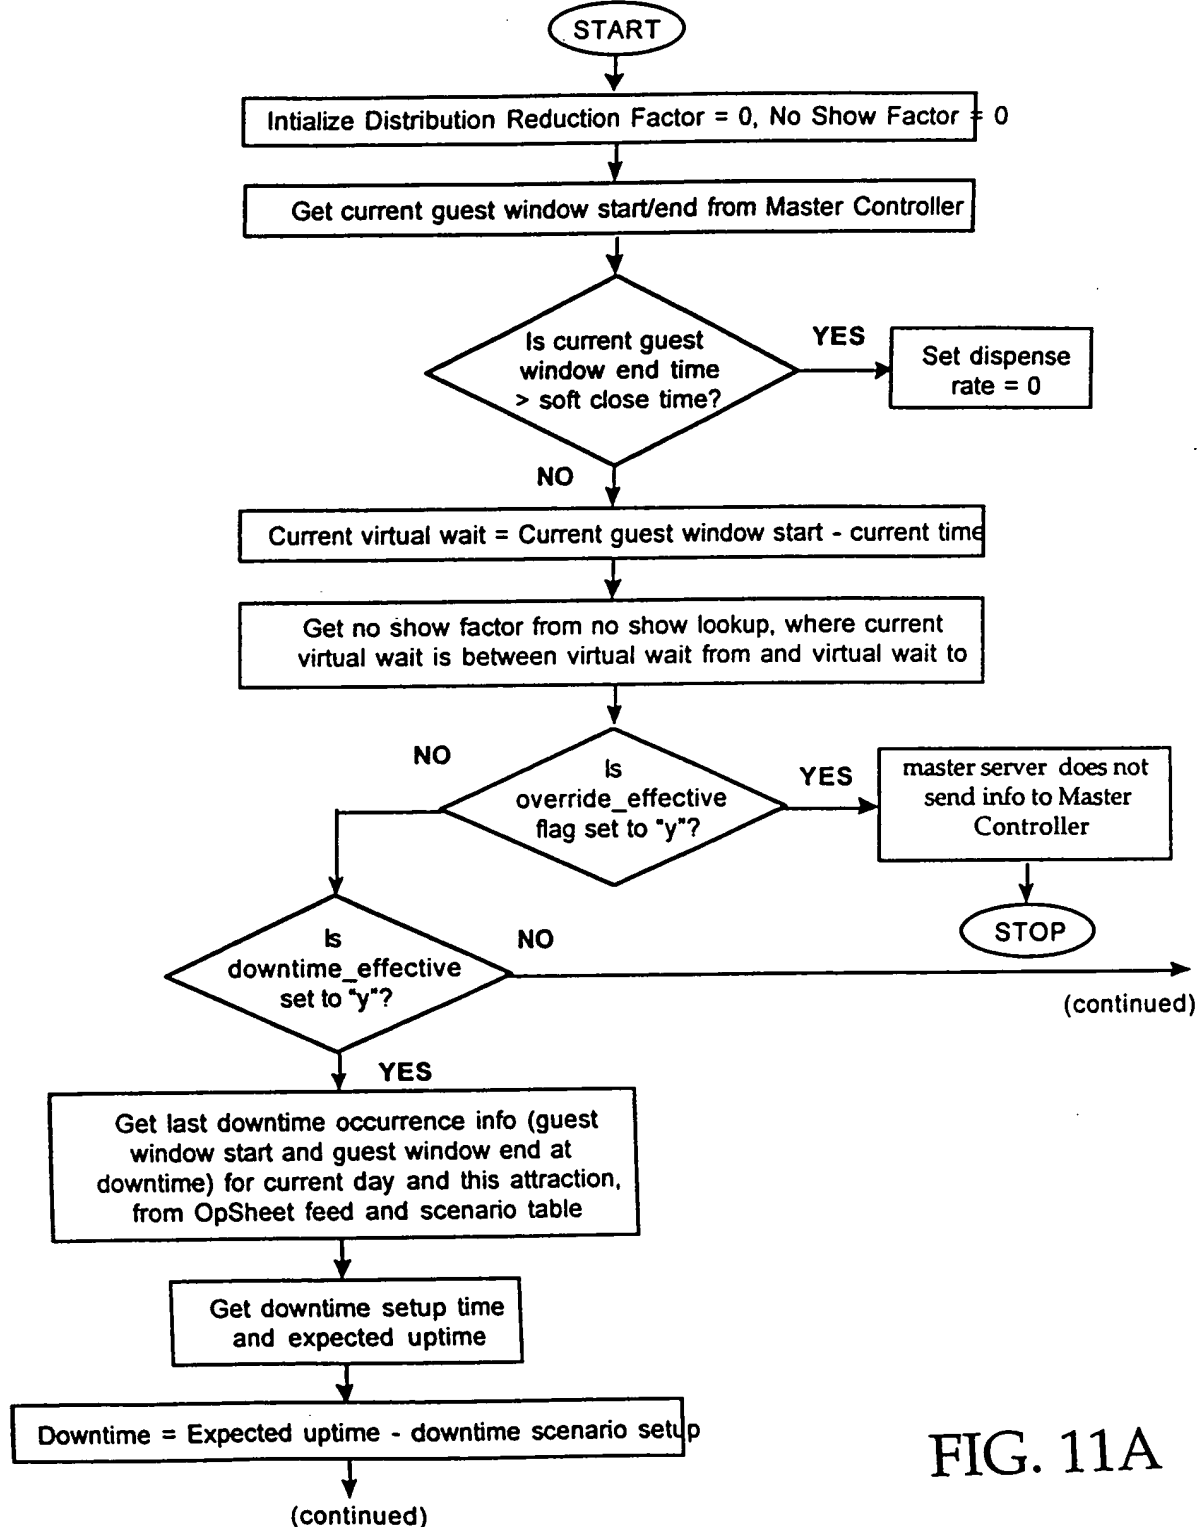 START
Intialize Distribution Reduction Factor = 0, No Show Factor = 0
Get current guest window start/end from Master Controller
Is current guest
window end time
> soft close time?
YES
Set dispense
rate = 0
NO
Current virtual wait = Current guest window start - current time
Get no show factor from no show lookup, where current
virtual wait is between virtual wait from and virtual wait to
NO
Is
override_effective
flag set to "y"?
YES
master server does not
send info to Master
Controller
STOP
Is
downtime_effective
set to "y"?
NO
(continued)
YES
Get last downtime occurrence info (guest
window start and guest window end at
downtime) for current day and this attraction,
from OpSheet feed and scenario table
Get downtime setup time
and expected uptime
Downtime = Expected uptime - downtime scenario setup
(continued)
FIG. 11A